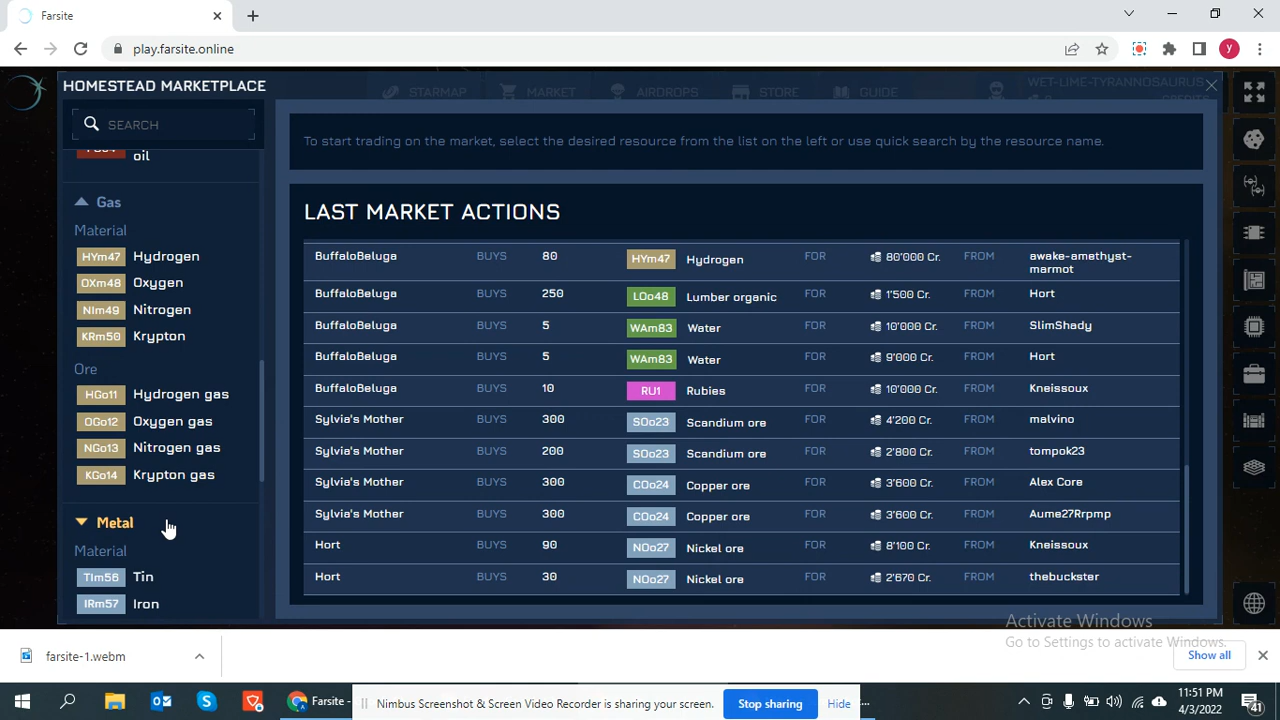 Farsite
play.farsite.online
HOMESTEAD MARKETPLACE
STARMAP MARKET AIRDROPS STORE GUIDE
WET-LIME-TYRANNOSAURUS
CREDITS
SEARCH
oil
Gas
Material
HYm47 Hydrogen
OXm48 Oxygen
NIm49 Nitrogen
KRm50 Krypton
Ore
HGo11 Hydrogen gas
OGo12 Oxygen gas
NGo13 Nitrogen gas
KGo14 Krypton gas
Metal
Material
TIm56 Tin
IRm57 Iron
To start trading on the market, select the desired resource from the list on the left or use quick search by the resource name.
LAST MARKET ACTIONS
BuffaloBeluga BUYS 80 HYm47 Hydrogen FOR 80'000 Cr. FROM awake-amethyst-
marmot
BuffaloBeluga BUYS 250 LOo48 Lumber organic FOR 1'500 Cr. FROM Hort
BuffaloBeluga BUYS 5 WAm83 Water FOR 10'000 Cr. FROM SlimShady
BuffaloBeluga BUYS 5 WAm83 Water FOR 9'000 Cr. FROM Hort
BuffaloBeluga BUYS 10 RU1 Rubies FOR 10'000 Cr. FROM Kneissoux
Sylvia's Mother BUYS 300 SOo23 Scandium ore FOR 4'200 Cr. FROM malvino
Sylvia's Mother BUYS 200 SOo23 Scandium ore FOR 2'800 Cr. FROM tompok23
Sylvia's Mother BUYS 300 COo24 Copper ore FOR 3'600 Cr. FROM Alex Core
Sylvia's Mother BUYS 300 COo24 Copper ore FOR 3'600 Cr. FROM Aume27Rrpmp
Hort BUYS 90 NOo27 Nickel ore FOR 8'100 Cr. FROM Kneissoux
Hort BUYS 30 NOo27 Nickel ore FOR 2'670 Cr. FROM thebuckster
Activate Windows
Go to Settings to activate Windows.
farsite-1.webm
Show all
Farsite -
Nimbus Screenshot & Screen Video Recorder is sharing your screen.
Stop sharing
Hide
11:51 PM
4/3/2022
41
y